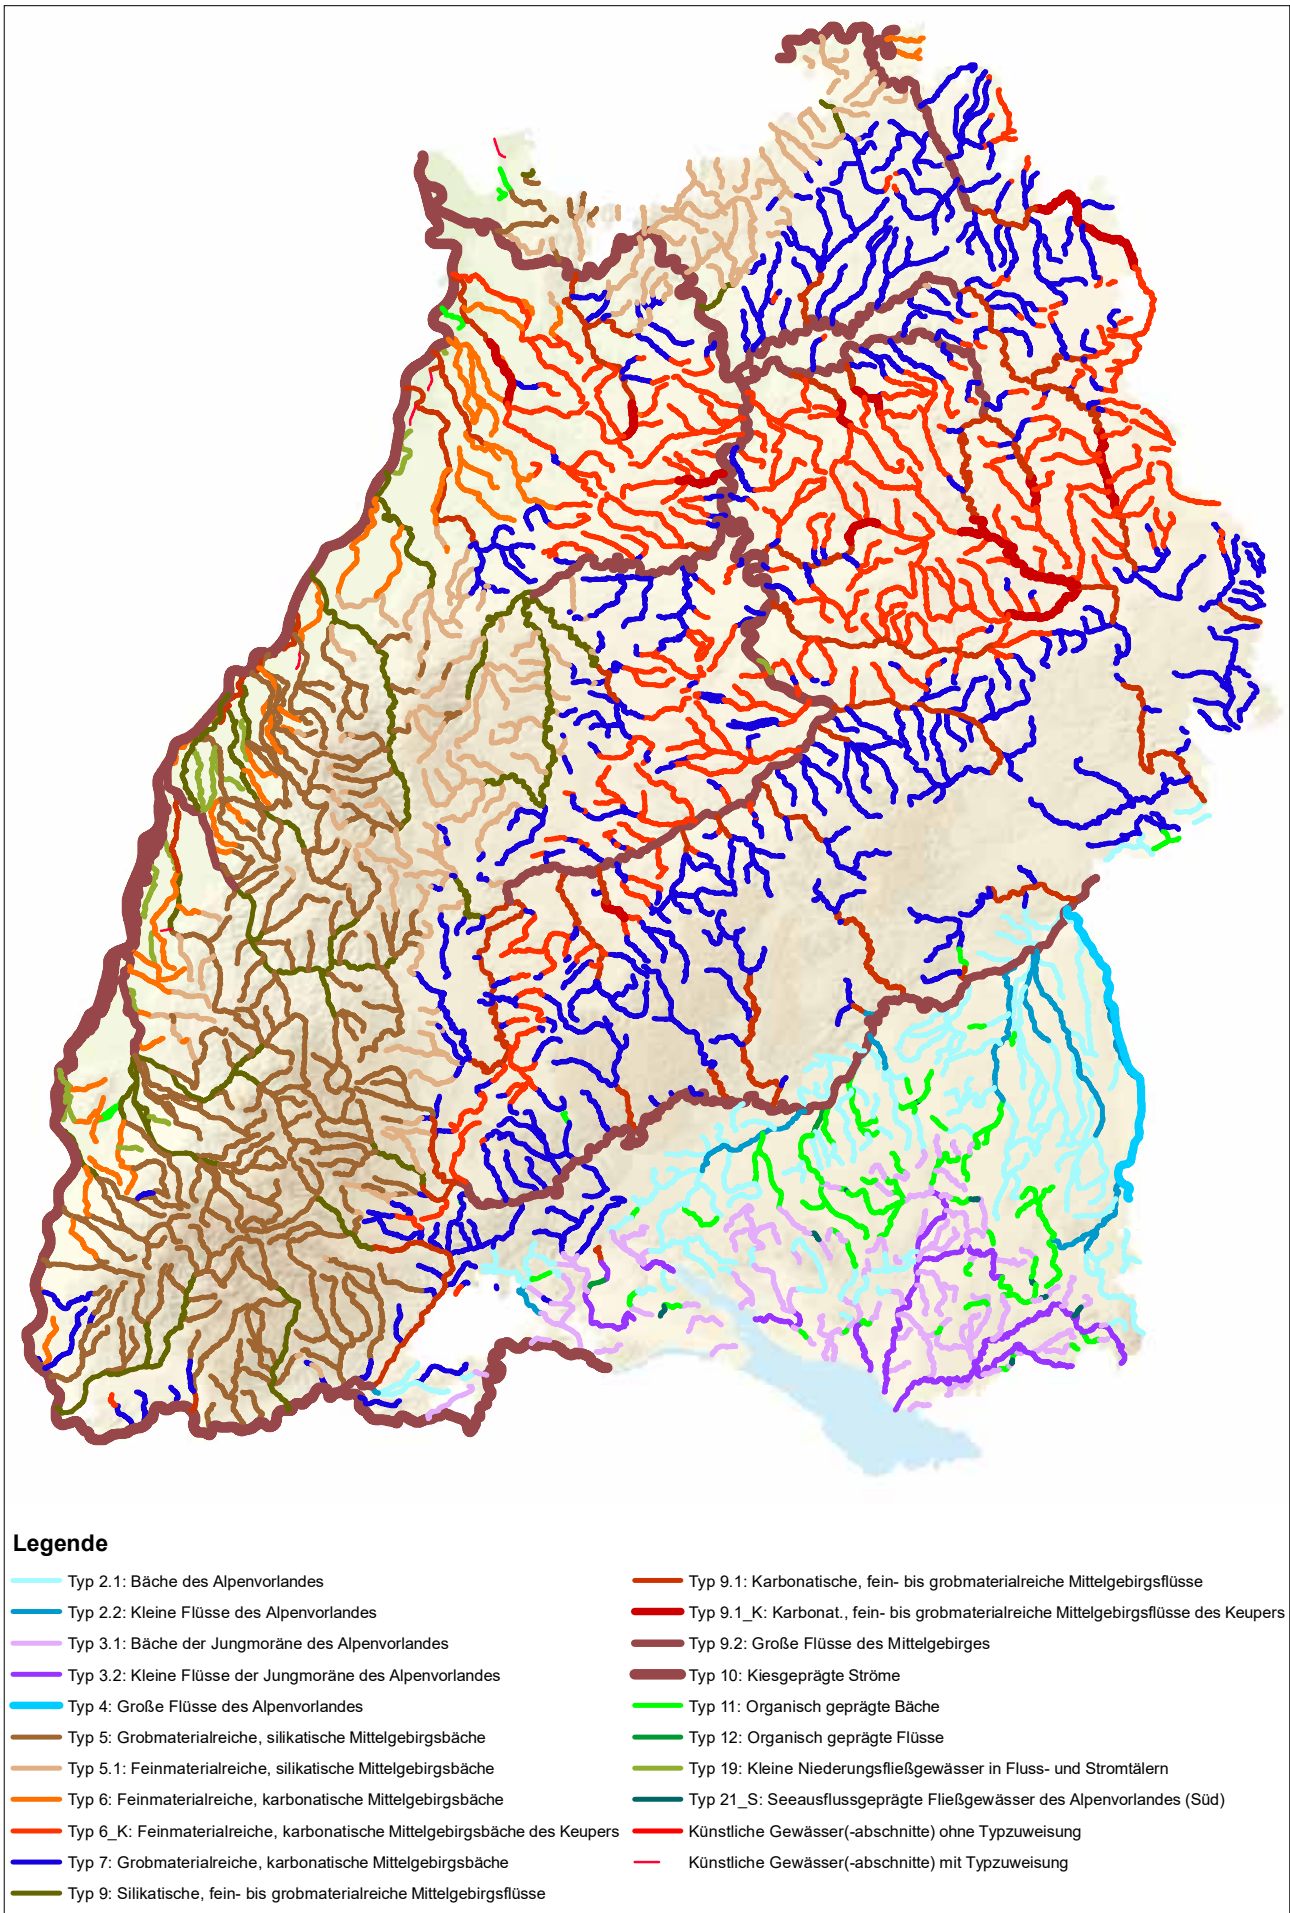 Legende
Typ 2.1: Bäche des Alpenvorlandes
Typ 2.2: Kleine Flüsse des Alpenvorlandes
Typ 3.1: Bäche der Jungmoräne des Alpenvorlandes
Typ 3.2: Kleine Flüsse der Jungmoräne des Alpenvorlandes
Typ 4: Große Flüsse des Alpenvorlandes
Typ 5: Grobmaterialreiche, silikatische Mittelgebirgsbäche
Typ 5.1: Feinmaterialreiche, silikatische Mittelgebirgsbäche
Typ 6: Feinmaterialreiche, karbonatische Mittelgebirgsbäche
Typ 6_K: Feinmaterialreiche, karbonatische Mittelgebirgsbäche des Keupers
Typ 7: Grobmaterialreiche, karbonatische Mittelgebirgsbäche
Typ 9: Silikatische, fein- bis grobmaterialreiche Mittelgebirgsflüsse
Typ 9.1: Karbonatische, fein- bis grobmaterialreiche Mittelgebirgsflüsse
Typ 9.1_K: Karbonat., fein- bis grobmaterialreiche Mittelgebirgsflüsse des Keupers
Typ 9.2: Große Flüsse des Mittelgebirges
Typ 10: Kiesgeprägte Ströme
Typ 11: Organisch geprägte Bäche
Typ 12: Organisch geprägte Flüsse
Typ 19: Kleine Niederungsfließgewässer in Fluss- und Stromtälern
Typ 21_S: Seeausflussgeprägte Fließgewässer des Alpenvorlandes (Süd)
Künstliche Gewässer(-abschnitte) ohne Typzuweisung
Künstliche Gewässer(-abschnitte) mit Typzuweisung